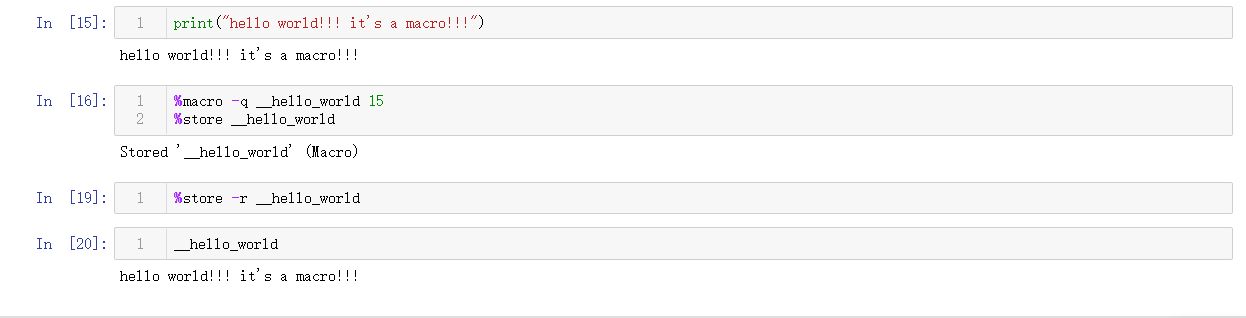 In [15]: 1 print("hello world!!! it's a macro!!!")
hello world!!! it's a macro!!!
In [16]: 1 %macro -q __hello_world 15
2 %store __hello_world
Stored '__hello_world' (Macro)
In [19]: 1 %store -r __hello_world
In [20]: 1 __hello_world
hello world!!! it's a macro!!!